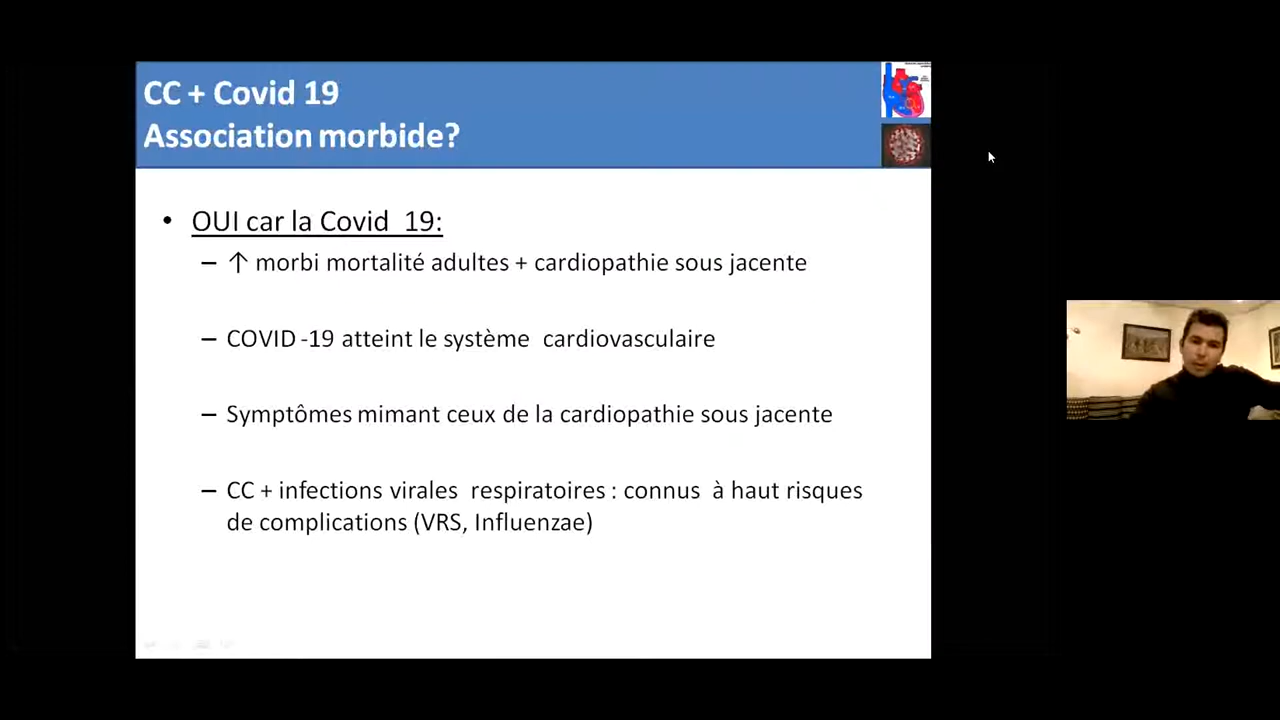 CC + Covid 19
Association morbide?
• OUI car la Covid 19:
– ↑ morbi mortalité adultes + cardiopathie sous jacente
– COVID -19 atteint le système cardiovasculaire
– Symptômes mimant ceux de la cardiopathie sous jacente
– CC + infections virales respiratoires : connus à haut risques
de complications (VRS, Influenzae)